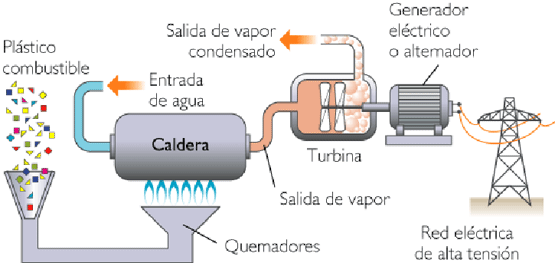 Plástico
combustible
Entrada
de agua
Salida de vapor
condensado
Generador
eléctrico
o alternador
Caldera
Turbina
Salida de vapor
Quemadores
Red eléctrica
de alta tensión